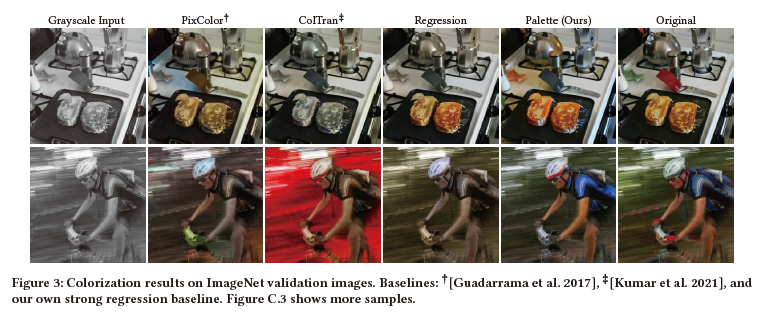 Grayscale Input PixColor† ColTran‡ Regression Palette (Ours) Original
Figure 3: Colorization results on ImageNet validation images. Baselines: †[Guadarrama et al. 2017], ‡[Kumar et al. 2021], and
our own strong regression baseline. Figure C.3 shows more samples.